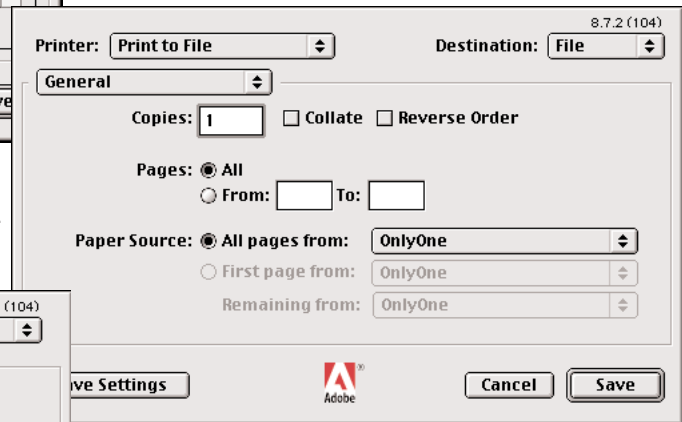 8.7.2 (104)
Printer: Print to File Destination: File
General
Copies: 1 Collate Reverse Order
Pages: All
From: To:
Paper Source: All pages from: OnlyOne
First page from: OnlyOne
(104)
Remaining from: OnlyOne
ve Settings Adobe® Cancel Save